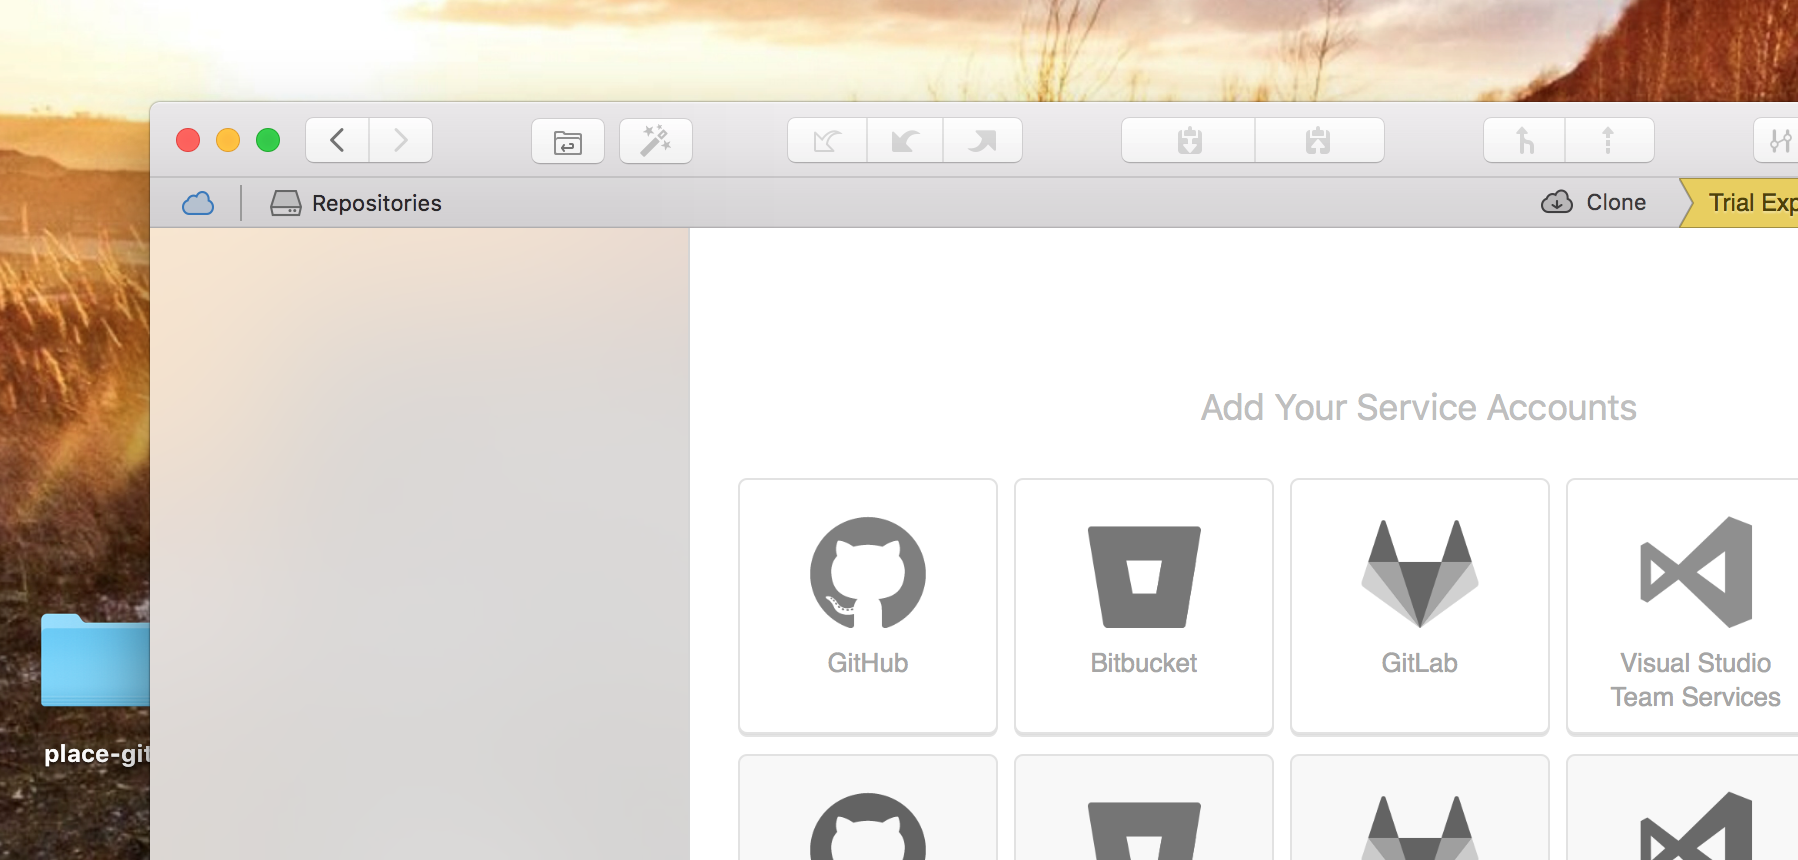 Repositories
Clone
Trial Exp
Add Your Service Accounts
GitHub
Bitbucket
GitLab
Visual Studio
Team Services
place-git